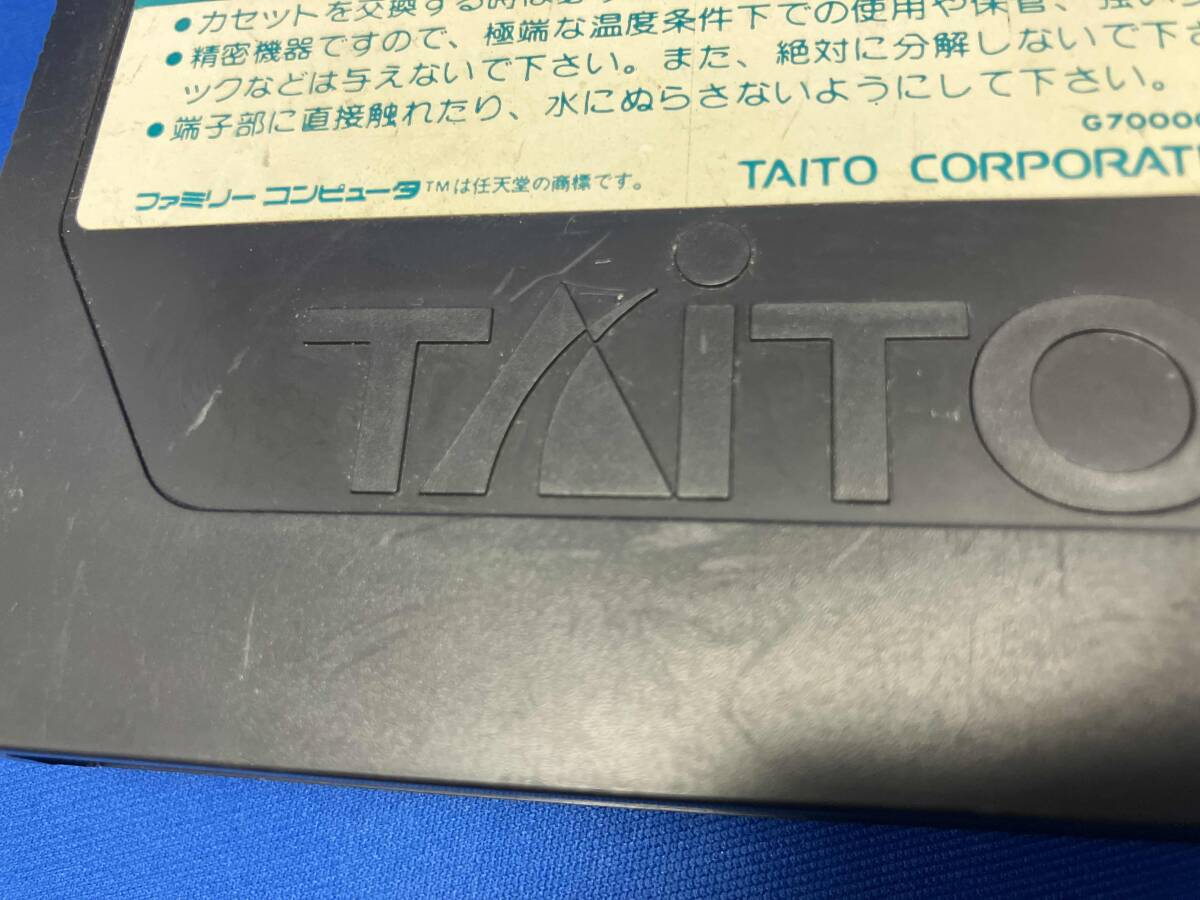 ●カセットを交換する時は必ず
●精密機器ですので、極端な温度条件下での使用や保管、強い
ックなどは与えないで下さい。また、絶対に分解しないで下さ
●端子部に直接触れたり、水にぬらさないようにして下さい。
G70000
ファミリーコンピュータTMは任天堂の商標です。
TAITO CORPORATI
TAiTO